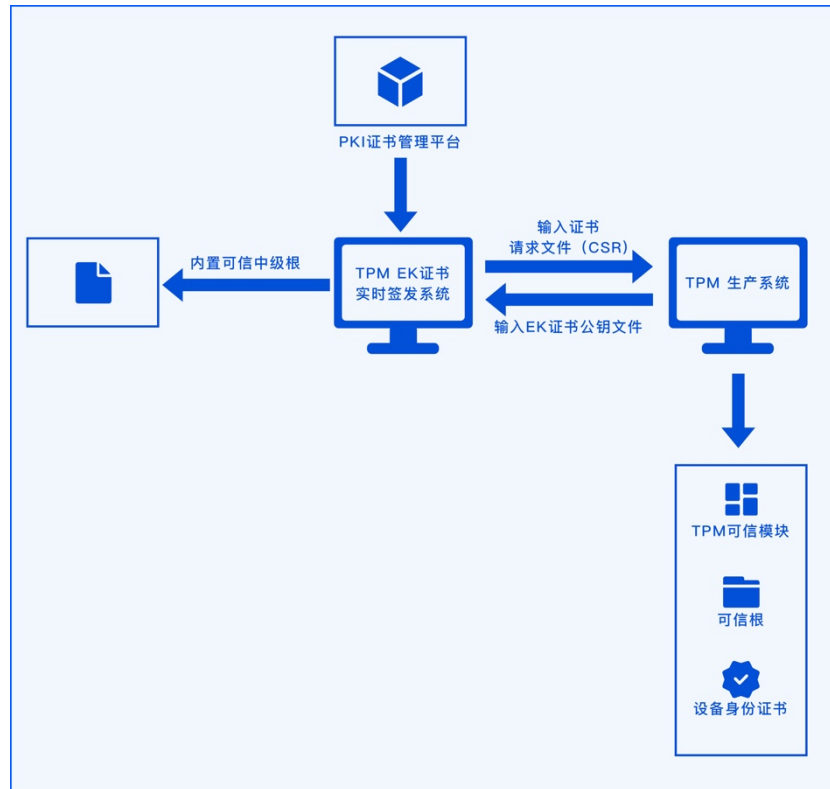 PKI证书管理平台
输入证书
请求文件（CSR）
内置可信中级根
TPM EK证书
实时签发系统
TPM 生产系统
输入EK证书公钥文件
TPM可信模块
可信根
设备身份证书